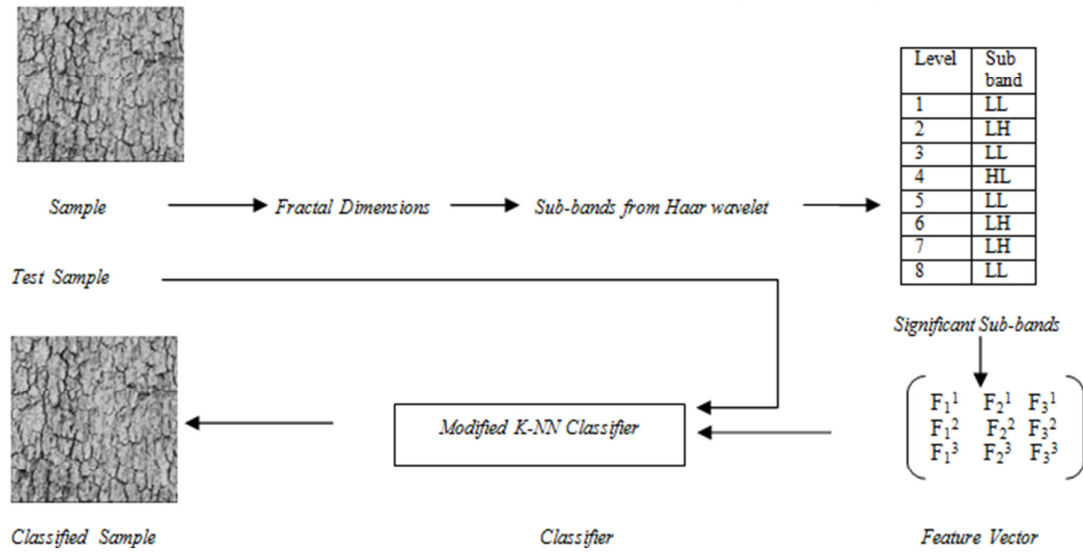 Level Sub band
1 LL
2 LH
3 LL
4 HL
5 LL
6 LH
7 LH
8 LL
Sample Fractal Dimensions Sub-bands from Haar wavelet
Test Sample
Significant Sub-bands
F₁¹ F₂¹ F₃¹
F₁² F₂² F₃²
F₁³ F₂³ F₃³
Modified K-NN Classifier
Classified Sample Classifier Feature Vector